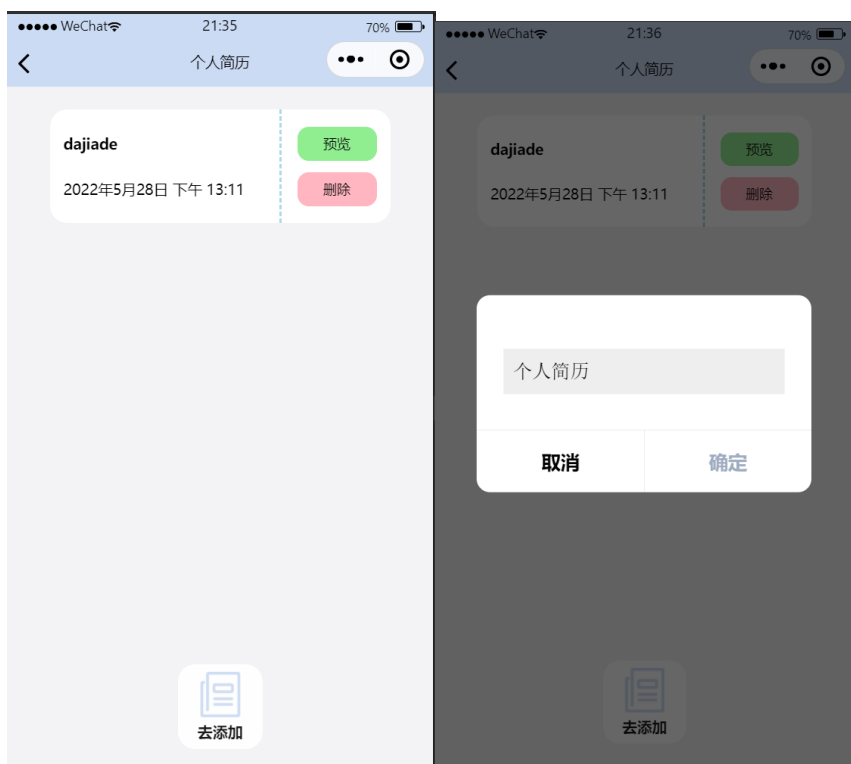 ●●●●● WeChat 21:35 70%
个人简历
dajiade
预览
2022年5月28日 下午 13:11
删除
去添加
●●●●● WeChat 21:36 70%
个人简历
dajiade
预览
2022年5月28日 下午 13:11
删除
个人简历
取消
确定
去添加